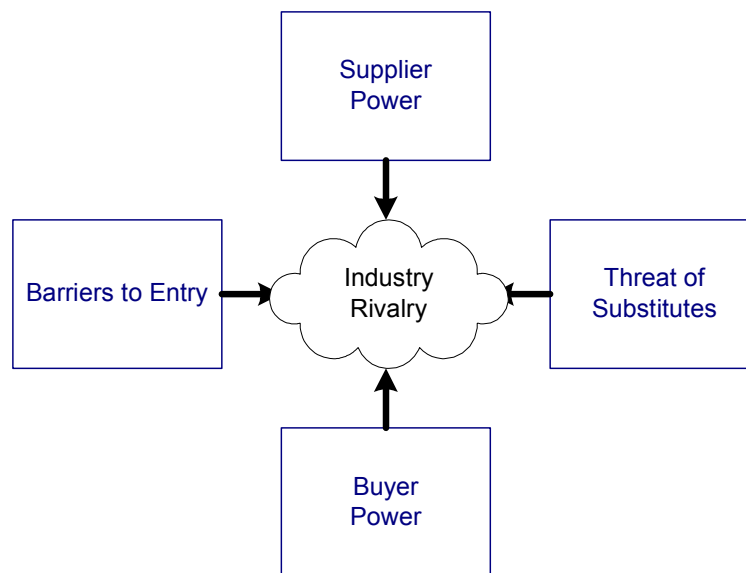 Supplier
Power
Barriers to Entry
Industry
Rivalry
Threat of
Substitutes
Buyer
Power